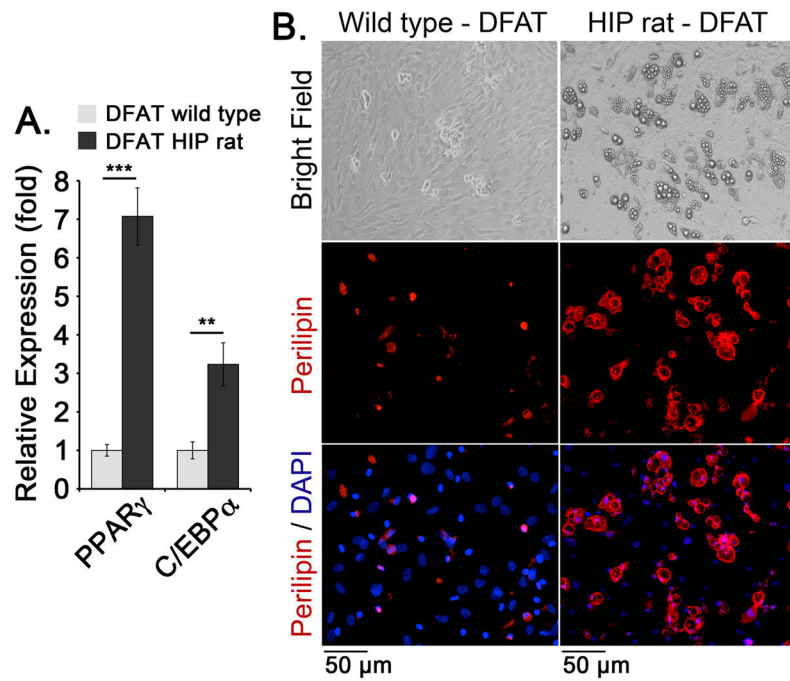 A.
DFAT wild type
DFAT HIP rat
Relative Expression (fold)
8
7
6
5
4
3
2
1
0
***
**
PPARγ
C/EBPα
B.
Wild type - DFAT
HIP rat - DFAT
Bright Field
Perilipin
Perilipin / DAPI
50 µm
50 µm